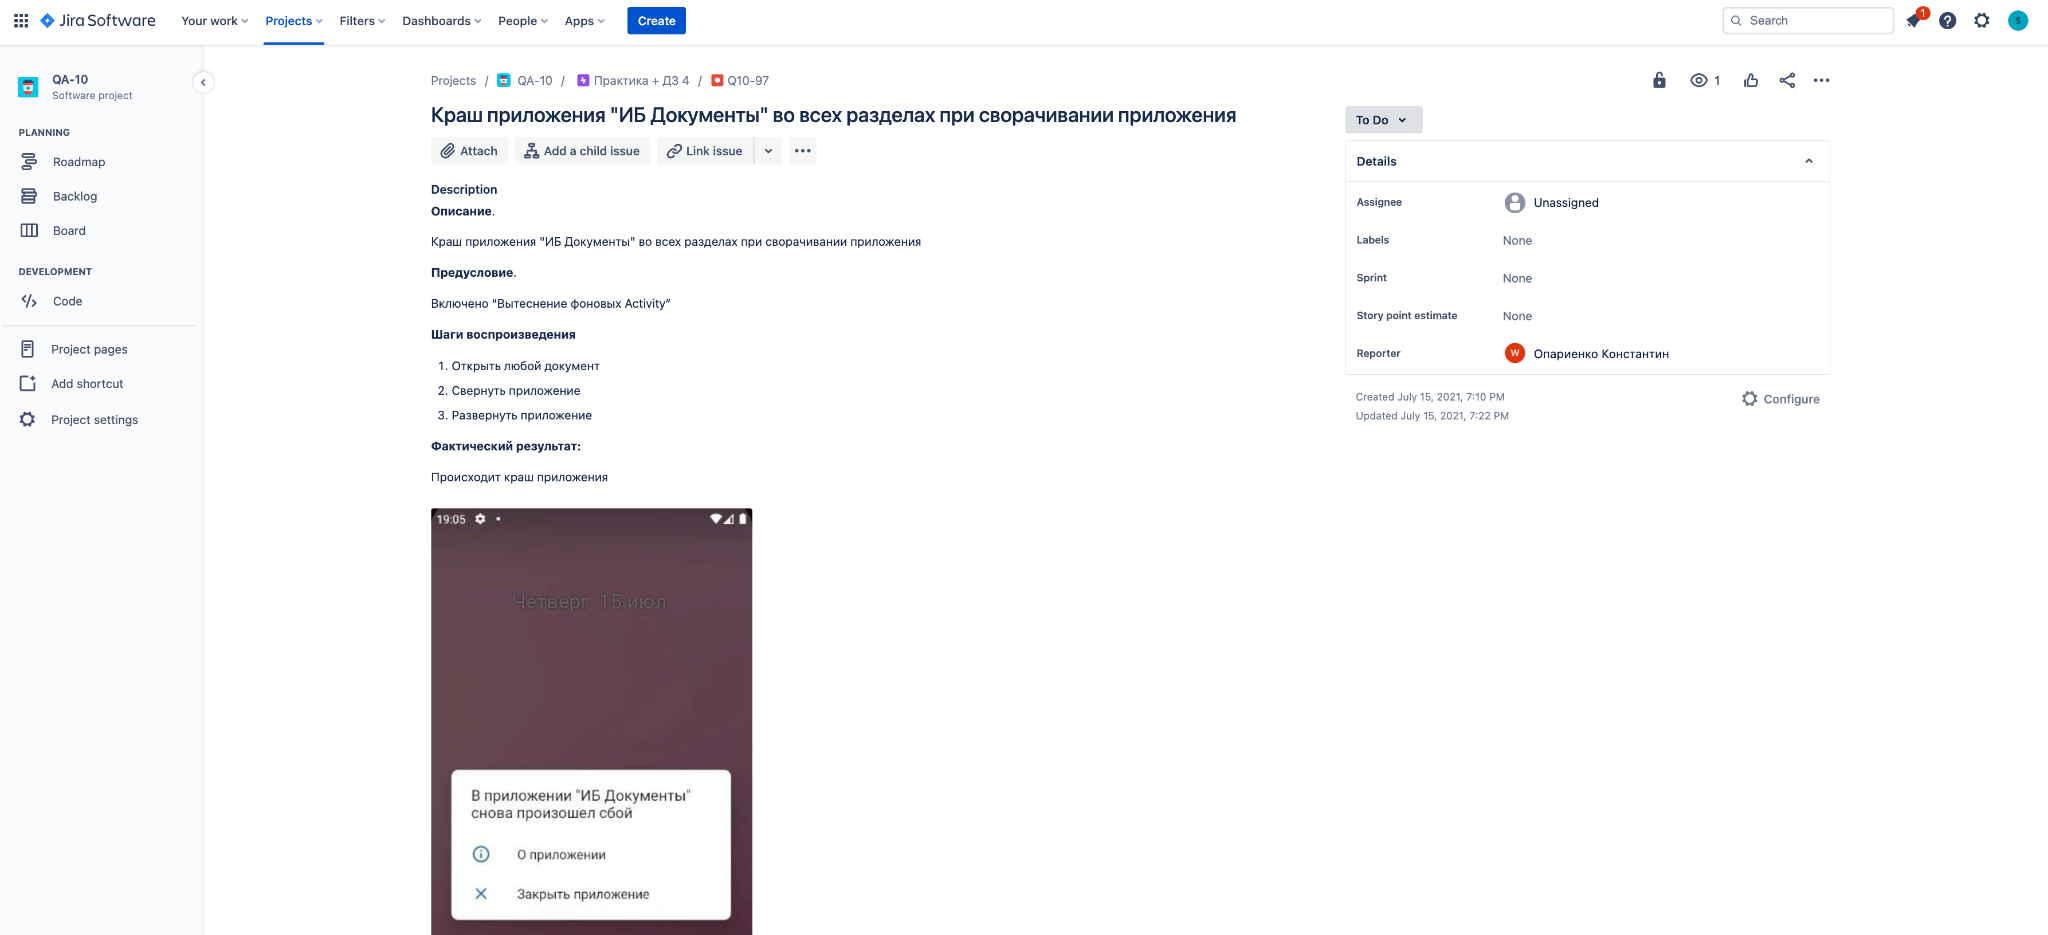 Jira Software
Your work
Projects
Filters
Dashboards
People
Apps
Create
Search
1
S
QA-10
Software project
PLANNING
Roadmap
Backlog
Board
DEVELOPMENT
Code
Project pages
Add shortcut
Project settings
Projects / QA-10 / Практика + ДЗ 4 / Q10-97
1
Краш приложения "ИБ Документы" во всех разделах при сворачивании приложения
Attach
Add a child issue
Link issue
Description
Описание.
Краш приложения "ИБ Документы" во всех разделах при сворачивании приложения
Предусловие.
Включено “Вытеснение фоновых Activity”
Шаги воспроизведения
1. Открыть любой документ
2. Свернуть приложение
3. Развернуть приложение
Фактический результат:
Происходит краш приложения
19:05
Четверг, 15 июл.
В приложении "ИБ Документы"
снова произошел сбой
О приложении
Закрыть приложение
To Do
Details
Assignee
Unassigned
Labels
None
Sprint
None
Story point estimate
None
Reporter
W
Опариенко Константин
Created July 15, 2021, 7:10 PM
Updated July 15, 2021, 7:22 PM
Configure